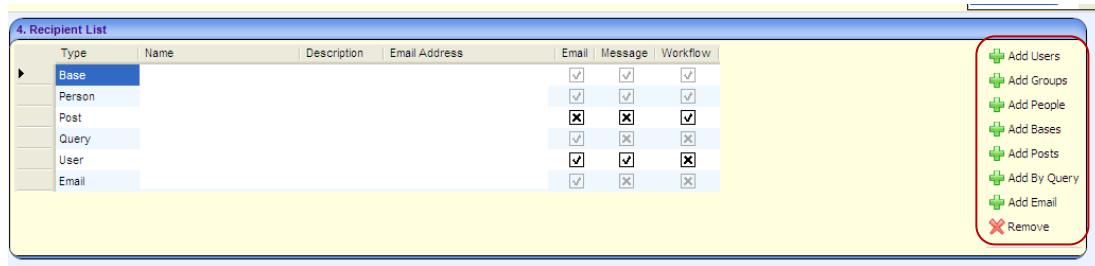 4. Recipient List
Type Name Description Email Address Email Message Workflow
Base
Person
Post
Query
User
Email
Add Users
Add Groups
Add People
Add Bases
Add Posts
Add By Query
Add Email
Remove